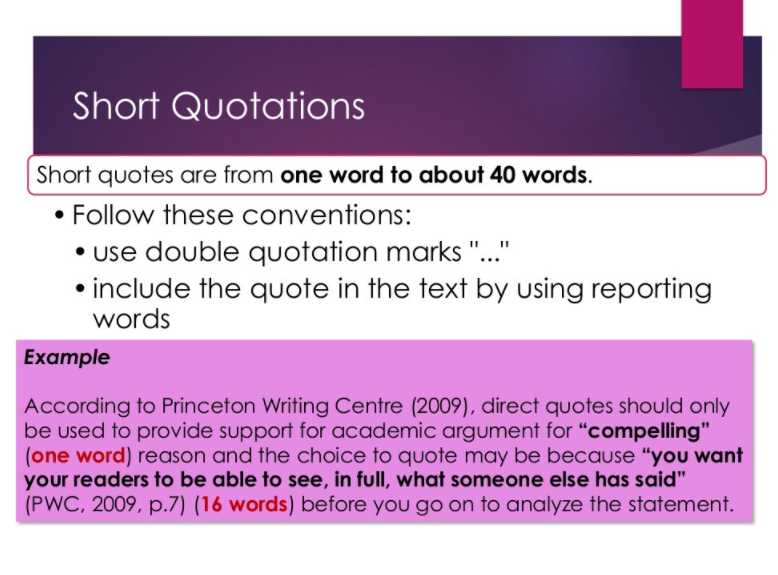 Short Quotations
Short quotes are from one word to about 40 words.
• Follow these conventions:
• use double quotation marks "..."
• include the quote in the text by using reporting
words
Example
According to Princeton Writing Centre (2009), direct quotes should only
be used to provide support for academic argument for “compelling”
(one word) reason and the choice to quote may be because “you want
your readers to be able to see, in full, what someone else has said”
(PWC, 2009, p.7) (16 words) before you go on to analyze the statement.